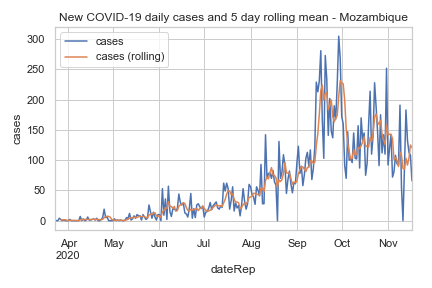 New COVID-19 daily cases and 5 day rolling mean - Mozambique
cases
cases (rolling)
300
250
200
150
100
50
0
cases
Apr May Jun Jul Aug Sep Oct Nov
2020
dateRep